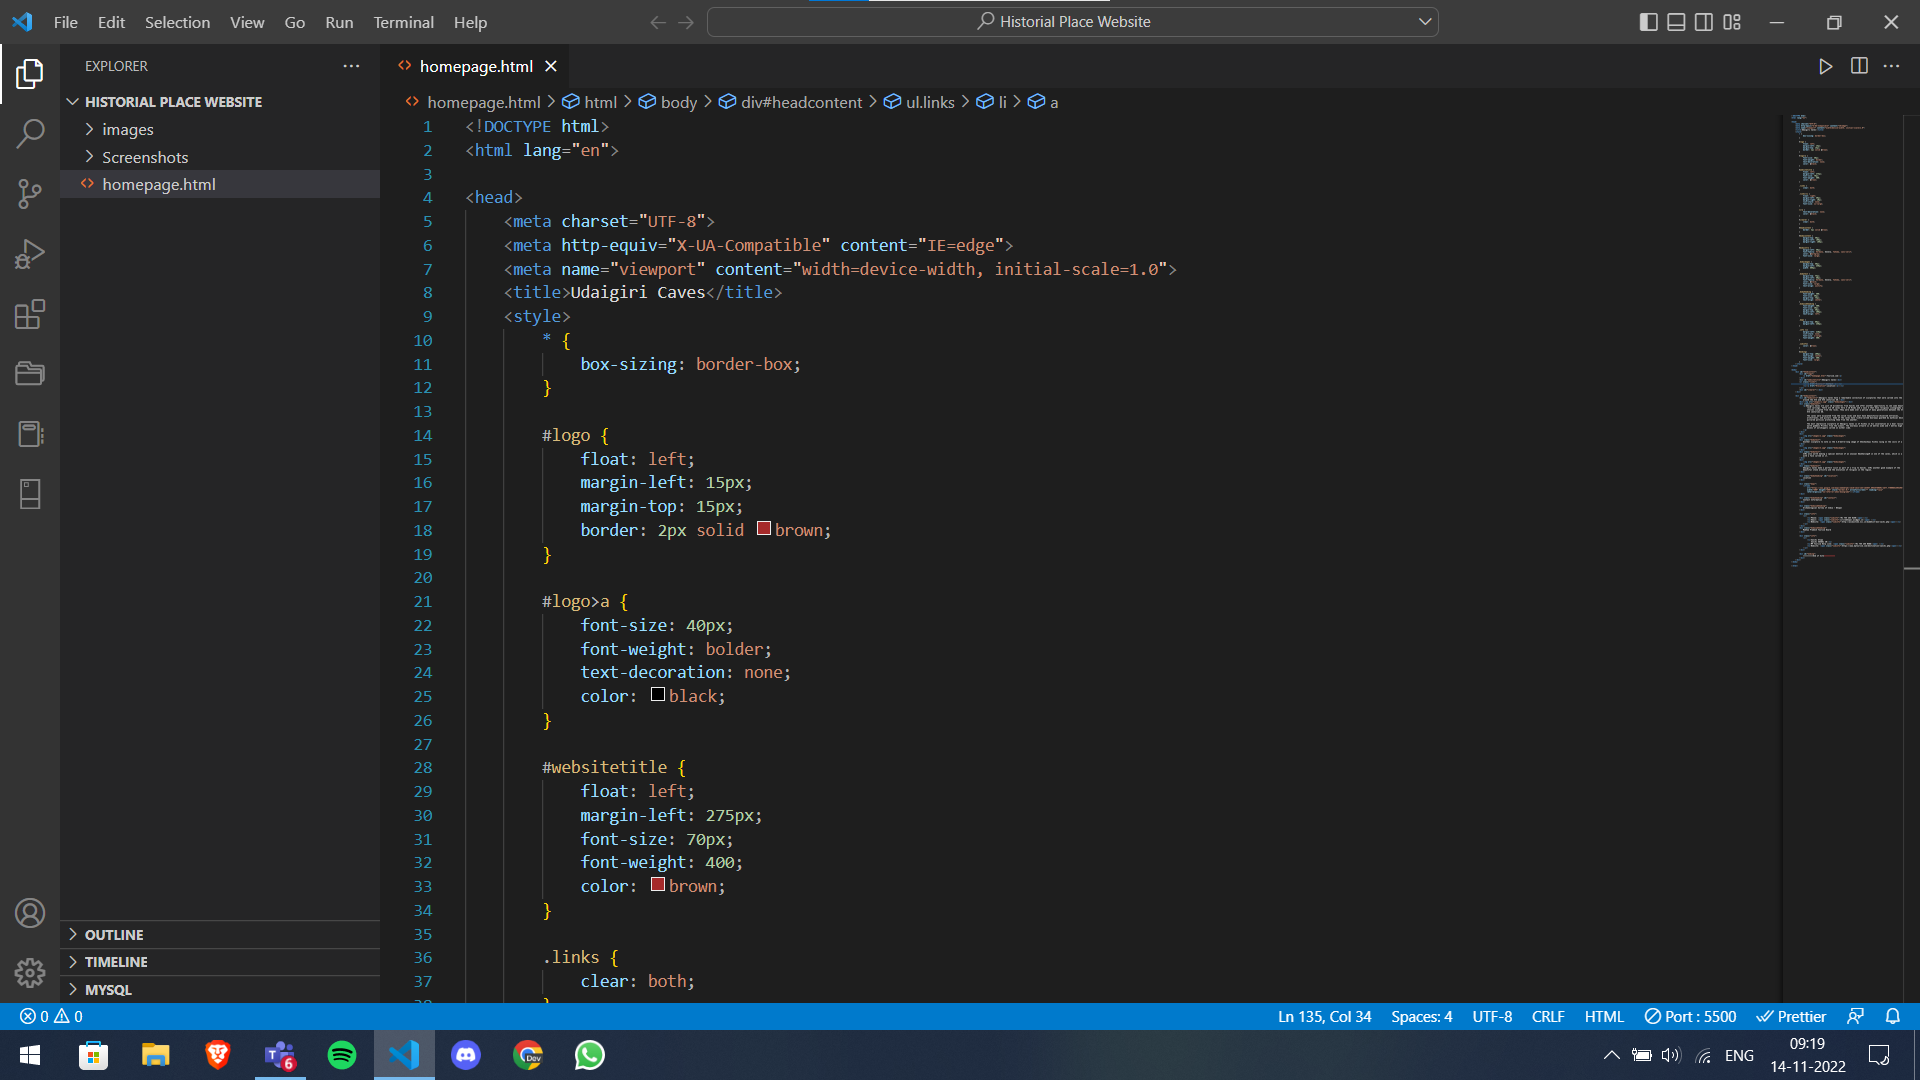 File Edit Selection View Go Run Terminal Help
Historial Place Website
EXPLORER
HISTORIAL PLACE WEBSITE
images
Screenshots
homepage.html
OUTLINE
TIMELINE
MYSQL
homepage.html
homepage.html > html > body > div#headcontent > ul.links > li > a
1 <!DOCTYPE html>
2 <html lang="en">
3
4 <head>
5 <meta charset="UTF-8">
6 <meta http-equiv="X-UA-Compatible" content="IE=edge">
7 <meta name="viewport" content="width=device-width, initial-scale=1.0">
8 <title>Udaigiri Caves</title>
9 <style>
10 * {
11 box-sizing: border-box;
12 }
13
14 #logo {
15 float: left;
16 margin-left: 15px;
17 margin-top: 15px;
18 border: 2px solid brown;
19 }
20
21 #logo>a {
22 font-size: 40px;
23 font-weight: bolder;
24 text-decoration: none;
25 color: black;
26 }
27
28 #websitetitle {
29 float: left;
30 margin-left: 275px;
31 font-size: 70px;
32 font-weight: 400;
33 color: brown;
34 }
35
36 .links {
37 clear: both;
38 }
0 0
Ln 135, Col 34 Spaces: 4 UTF-8 CRLF HTML Port : 5500 Prettier
6
Dev
ENG
09:19
14-11-2022